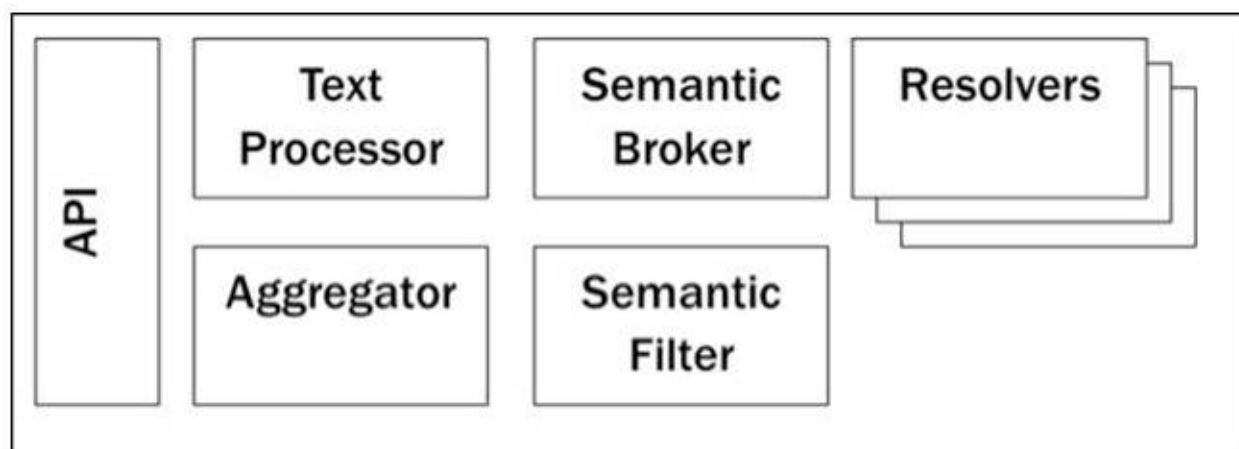 API
Text
Processor
Semantic
Broker
Resolvers
Aggregator
Semantic
Filter